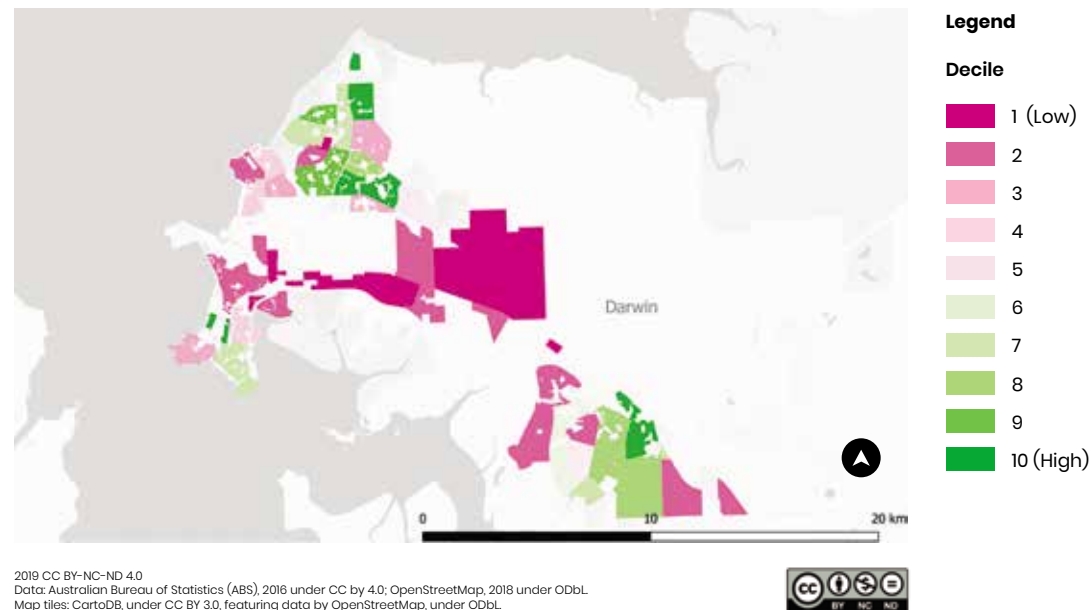 Legend
Decile
1 (Low)
2
3
4
5
6
7
8
9
10 (High)
Darwin
0 10 20 km
2019 CC BY-NC-ND 4.0
Data: Australian Bureau of Statistics (ABS), 2016 under CC by 4.0; OpenStreetMap, 2018 under ODbL.
Map tiles: CartoDB, under CC BY 3.0, featuring data by OpenStreetMap, under ODbL.
cc
BY NC ND